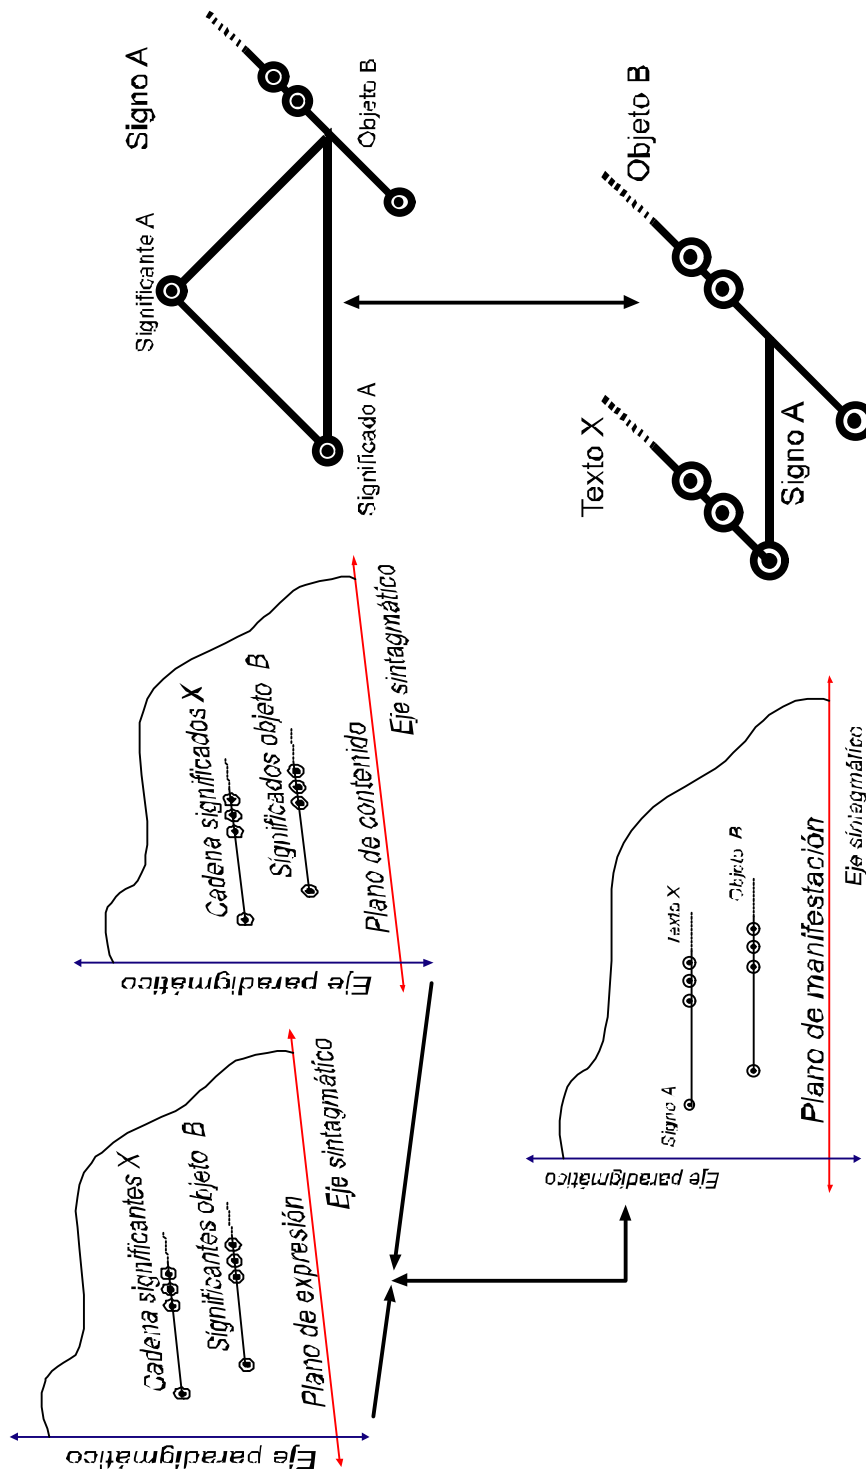 Signo A
Significante A
Objeto B
Significado A
Objeto B
Texto X
Signo A
Cadena significados X
Significados objeto B
Plano de contenido
Eje sintagmático
Eje paradigmático
Cadena significantes X
Significantes objeto B
Plano de expresión
Eje sintagmático
Eje paradigmático
Texto X
Signo A
Objeto B
Plano de manifestación
Eje sintagmático
Eje paradigmático